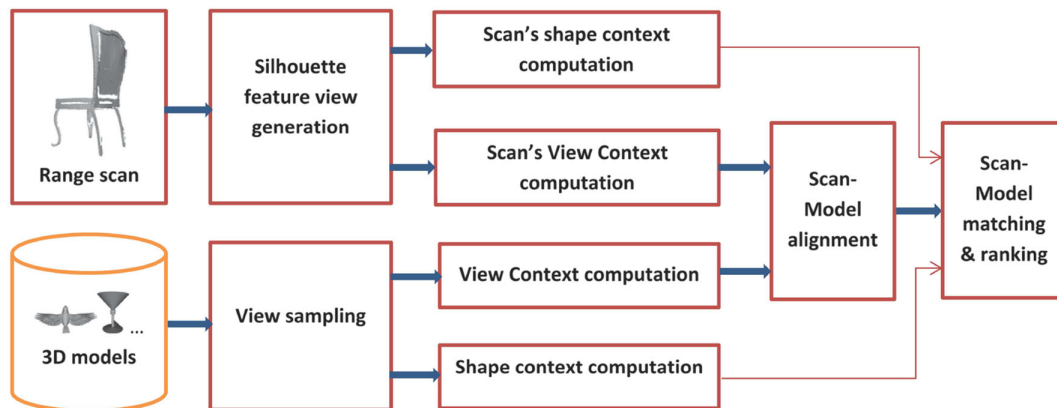 Range scan
Silhouette
feature view
generation
Scan's shape context
computation
Scan's View Context
computation
Scan-
Model
alignment
Scan-
Model
matching
& ranking
...
3D models
View sampling
View Context computation
Shape context computation